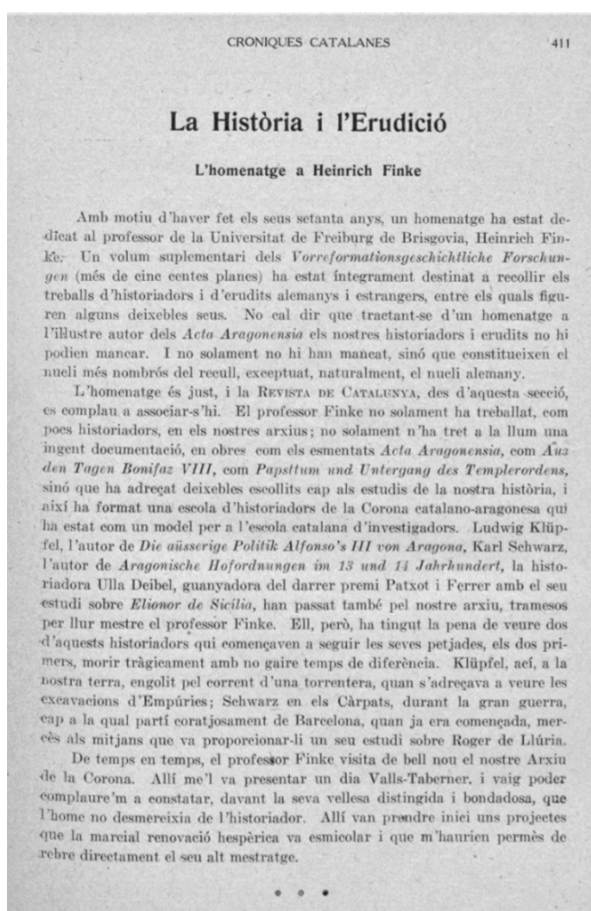 CRONIQUES CATALANES 411
La Història i l'Erudició
L'homenatge a Heinrich Finke
Amb motiu d'haver fet els seus setanta anys, un homenatge ha estat de-
dicat al professor de la Universitat de Freiburg de Brisgovia, Heinrich Fin-
ke. Un volum suplementari dels Vorreformationsgeschichtliche Forschun-
gen (més de cinc centes planes) ha estat íntegrament destinat a recollir els
treballs d'historiadors i d'erudits alemanys i estrangers, entre els quals figu-
ren alguns deixebles seus. No cal dir que tractant-se d'un homenatge a
l'iŀlustre autor dels Acta Aragonensia els nostres historiadors i erudits no hi
podien mancar. I no solament no hi han mancat, sinó que constitueixen el
nucli més nombrós del recull, exceptuat, naturalment, el nucli alemany.
L'homenatge és just, i la REVISTA DE CATALUNYA, des d'aquesta secció,
es complau a associar-s'hi. El professor Finke no solament ha treballat, com
pocs historiadors, en els nostres arxius; no solament n'ha tret a la llum una
ingent documentació, en obres com els esmentats Acta Aragonensia, com Aus
den Tagen Bonifaz VIII, com Papsttum und Untergang des Templerordens,
sinó que ha adreçat deixebles escollits cap als estudis de la nostra història, i
així ha format una escola d'historiadors de la Corona catalano-aragonesa qui
ha estat com un model per a l'escola catalana d'investigadors. Ludwig Klüp-
fel, l'autor de Die aüsserige Politik Alfonso's III von Aragona, Karl Schwarz,
l'autor de Aragonische Hofordnungen im 13 und 14 Jahrhundert, la histo-
riadora Ulla Deibel, guanyadora del darrer premi Patxot i Ferrer amb el seu
estudi sobre Elionor de Sicília, han passat també pel nostre arxiu, tramesos
per llur mestre el professor Finke. Ell, però, ha tingut la pena de veure dos
d'aquests historiadors qui començaven a seguir les seves petjades, els dos pri-
mers, morir tràgicament amb no gaire temps de diferència. Klüpfel, ací, a la
nostra terra, engolit pel corrent d'una torrentera, quan s'adreçava a veure les
excavacions d'Empúries; Schwarz en els Càrpats, durant la gran guerra,
cap a la qual partí coratjosament de Barcelona, quan ja era començada, mer-
cès als mitjans que va proporcionar-li un seu estudi sobre Roger de Llúria.
De temps en temps, el professor Finke visita de bell nou el nostre Arxiu
de la Corona. Allí me'l va presentar un dia Valls-Taberner, i vaig poder
complaure'm a constatar, davant la seva vellesa distingida i bondadosa, que
l'home no desmereixia de l'historiador. Allí van prendre inici uns projectes
que la marcial renovació hespèrica va esmicolar i que m'haurien permès de
rebre directament el seu alt mestratge.